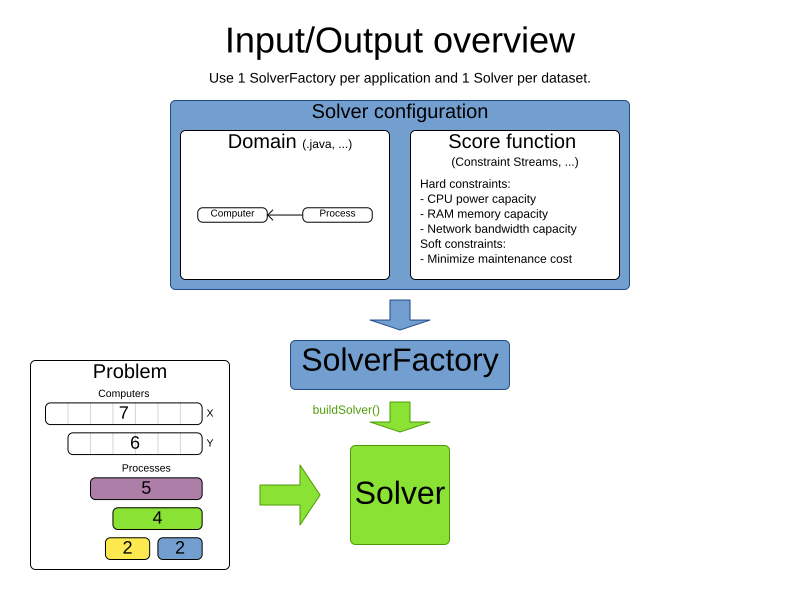 Input/Output overview
Use 1 SolverFactory per application and 1 Solver per dataset.
Solver configuration
Domain (.java, ...)
Computer
Process
Score function
(Constraint Streams, ...)
Hard constraints:
- CPU power capacity
- RAM memory capacity
- Network bandwidth capacity
Soft constraints:
- Minimize maintenance cost
SolverFactory
buildSolver()
Problem
Computers
7 X
6 Y
Processes
5
4
2 2
Solver